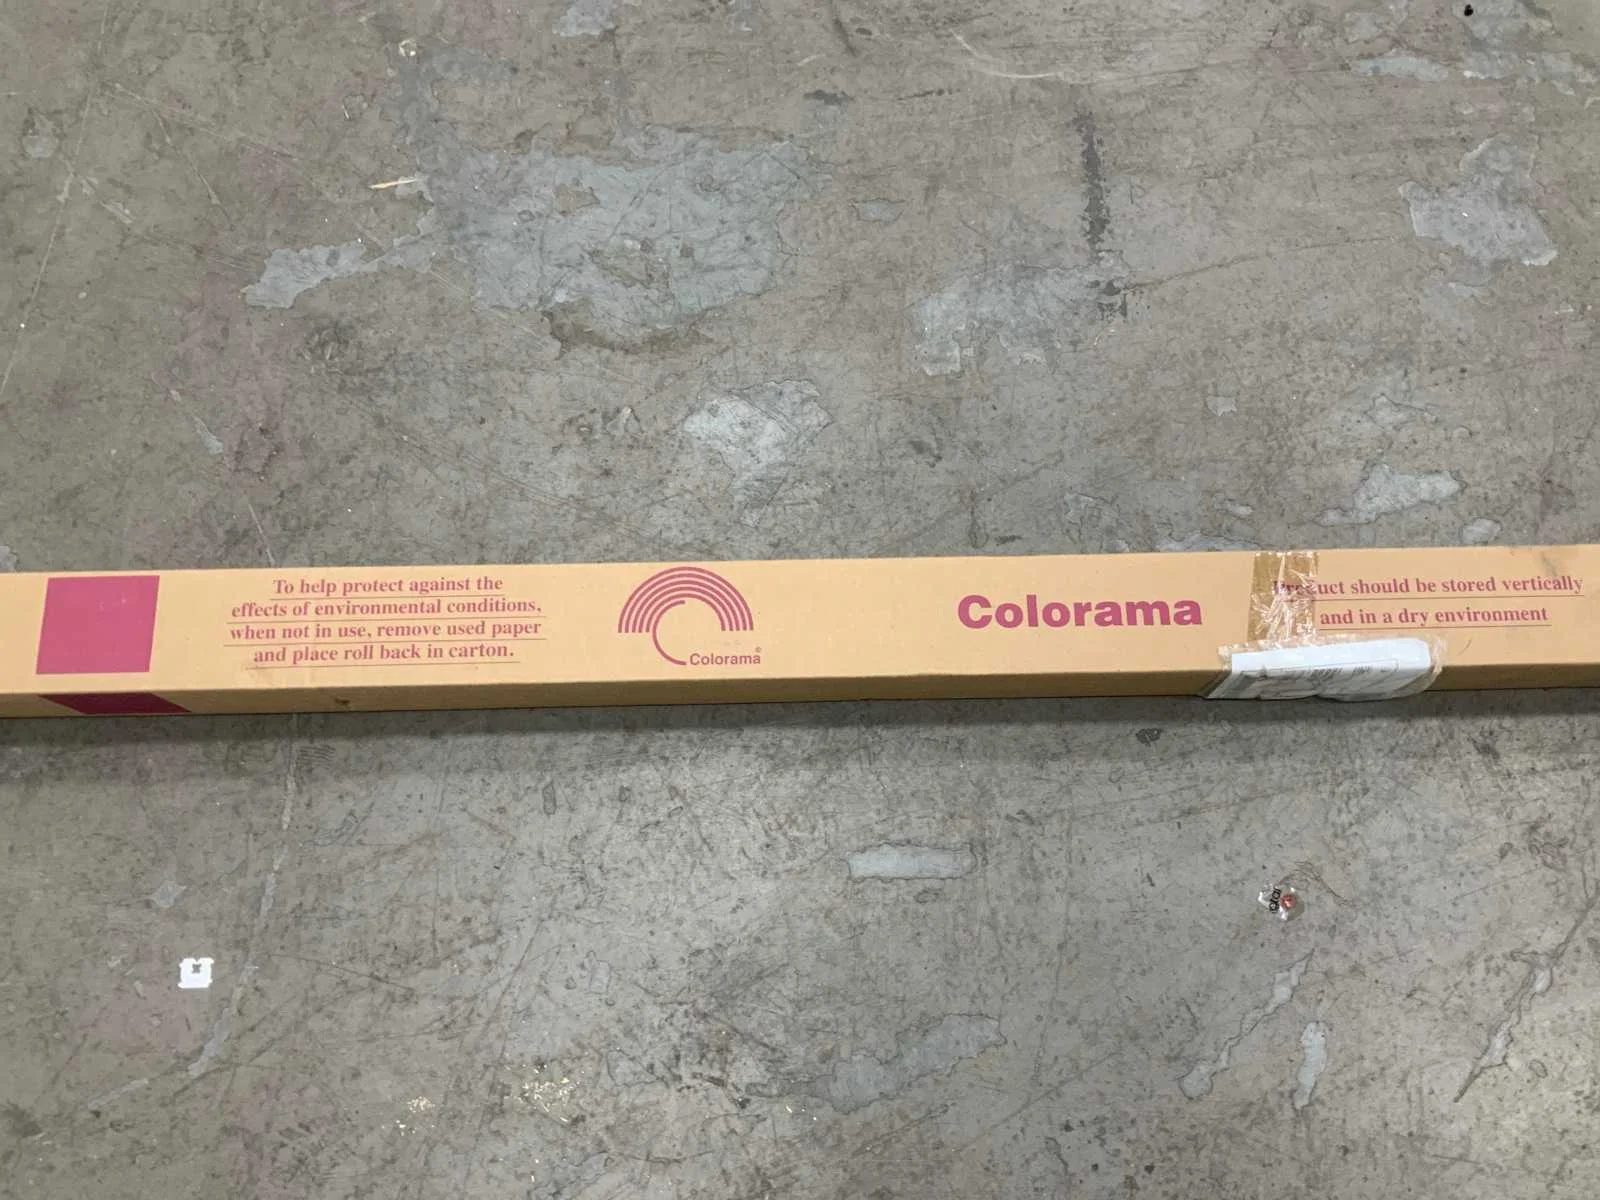 To help protect against the
effects of environmental conditions,
when not in use, remove used paper
and place roll back in carton.
Colorama®
Colorama
Product should be stored vertically
and in a dry environment